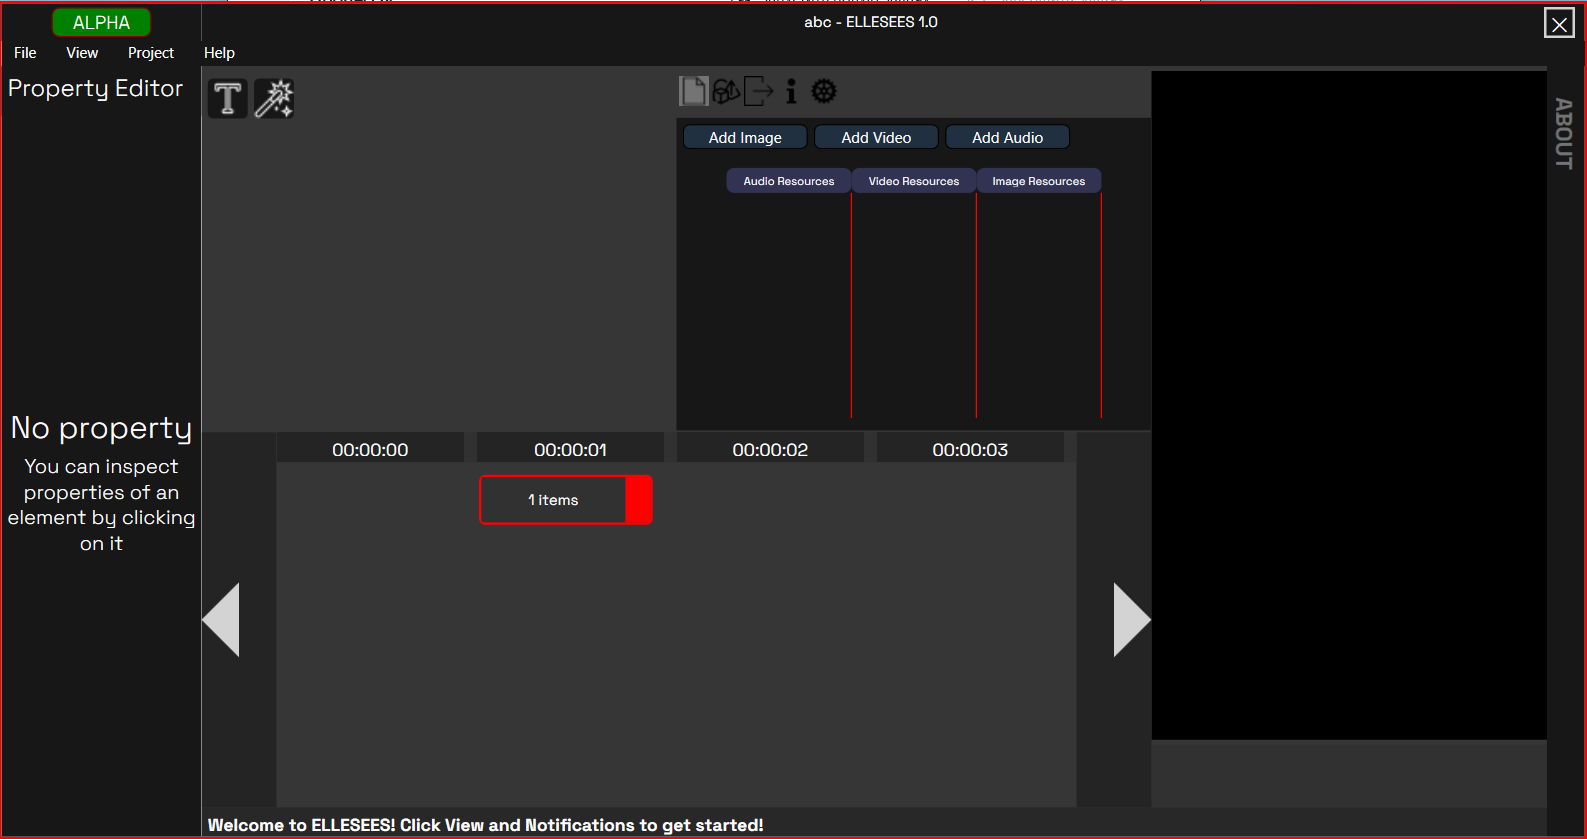 ALPHA
abc - ELLESEES 1.0
File View Project Help
Property Editor
T
Add Image Add Video Add Audio
Audio Resources Video Resources Image Resources
ABOUT
No property
You can inspect
properties of an
element by clicking
on it
00:00:00 00:00:01 00:00:02 00:00:03
1 items
Welcome to ELLESEES! Click View and Notifications to get started!